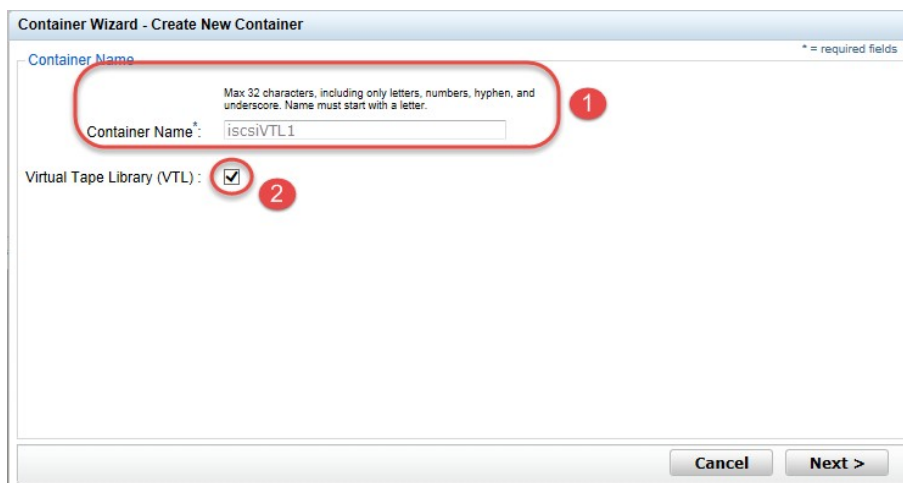 Container Wizard - Create New Container
* = required fields
Container Name
Max 32 characters, including only letters, numbers, hyphen, and
underscore. Name must start with a letter.
Container Name*: iscsiVTL1
1
Virtual Tape Library (VTL) :
2
Cancel Next >